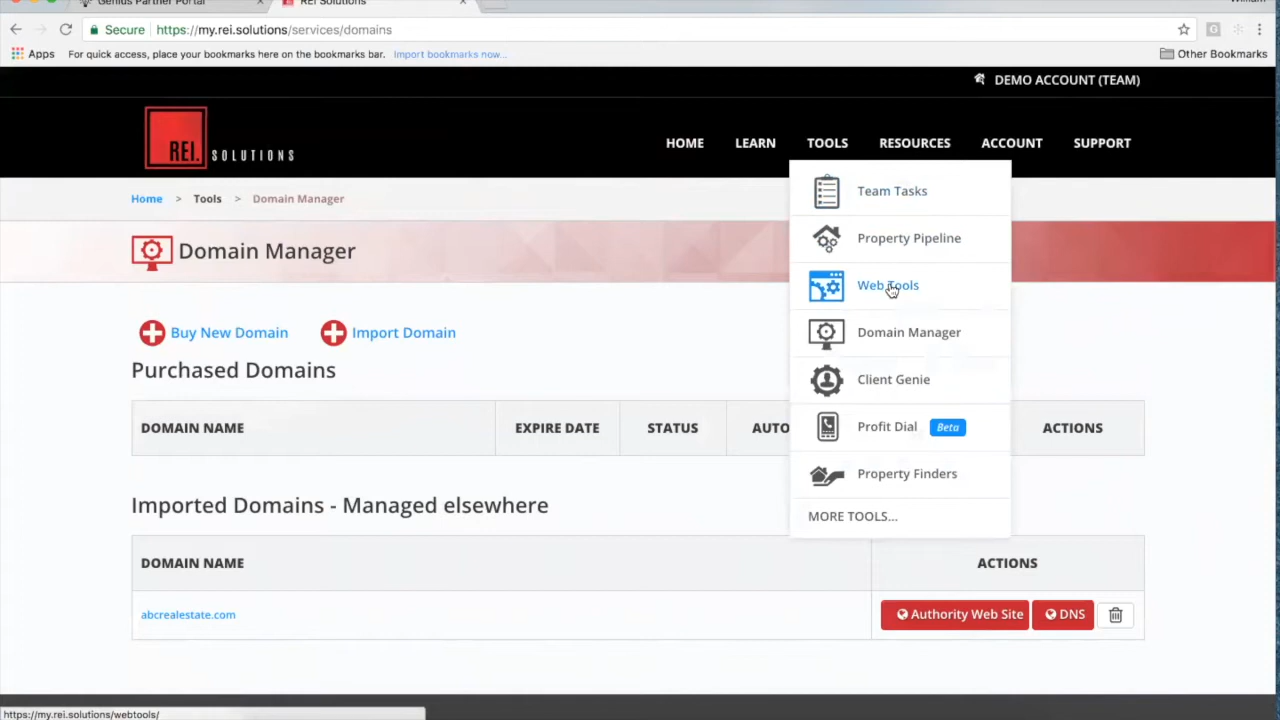 Genius Partner Portal
REI Solutions
William
Secure https://my.rei.solutions/services/domains
Apps For quick access, place your bookmarks here on the bookmarks bar. Import bookmarks now... Other Bookmarks
DEMO ACCOUNT (TEAM)
REI. SOLUTIONS
HOME LEARN TOOLS RESOURCES ACCOUNT SUPPORT
Home > Tools > Domain Manager
Domain Manager
Team Tasks
Property Pipeline
Web Tools
Domain Manager
Client Genie
Profit Dial Beta
Property Finders
MORE TOOLS...
Buy New Domain Import Domain
Purchased Domains
DOMAIN NAME EXPIRE DATE STATUS AUTO ACTIONS
Imported Domains - Managed elsewhere
DOMAIN NAME ACTIONS
abcrealestate.com Authority Web Site DNS
https://my.rei.solutions/webtools/